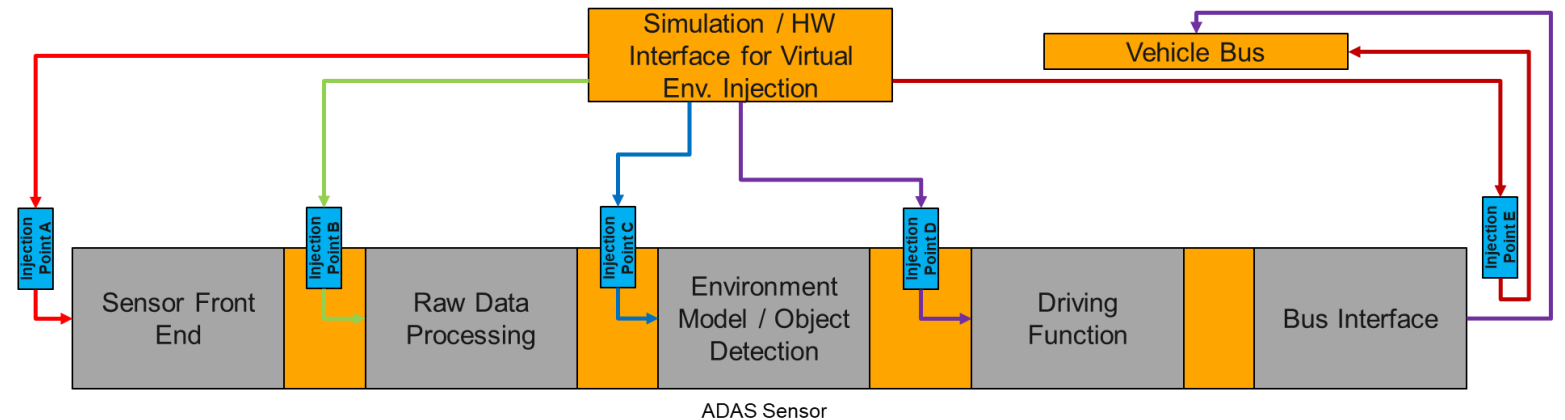 Simulation / HW
Interface for Virtual
Env. Injection
Vehicle Bus
Injection
Point A
Injection
Point B
Injection
Point C
Injection
Point D
Injection
Point E
Sensor Front
End
Raw Data
Processing
Environment
Model / Object
Detection
Driving
Function
Bus Interface
ADAS Sensor